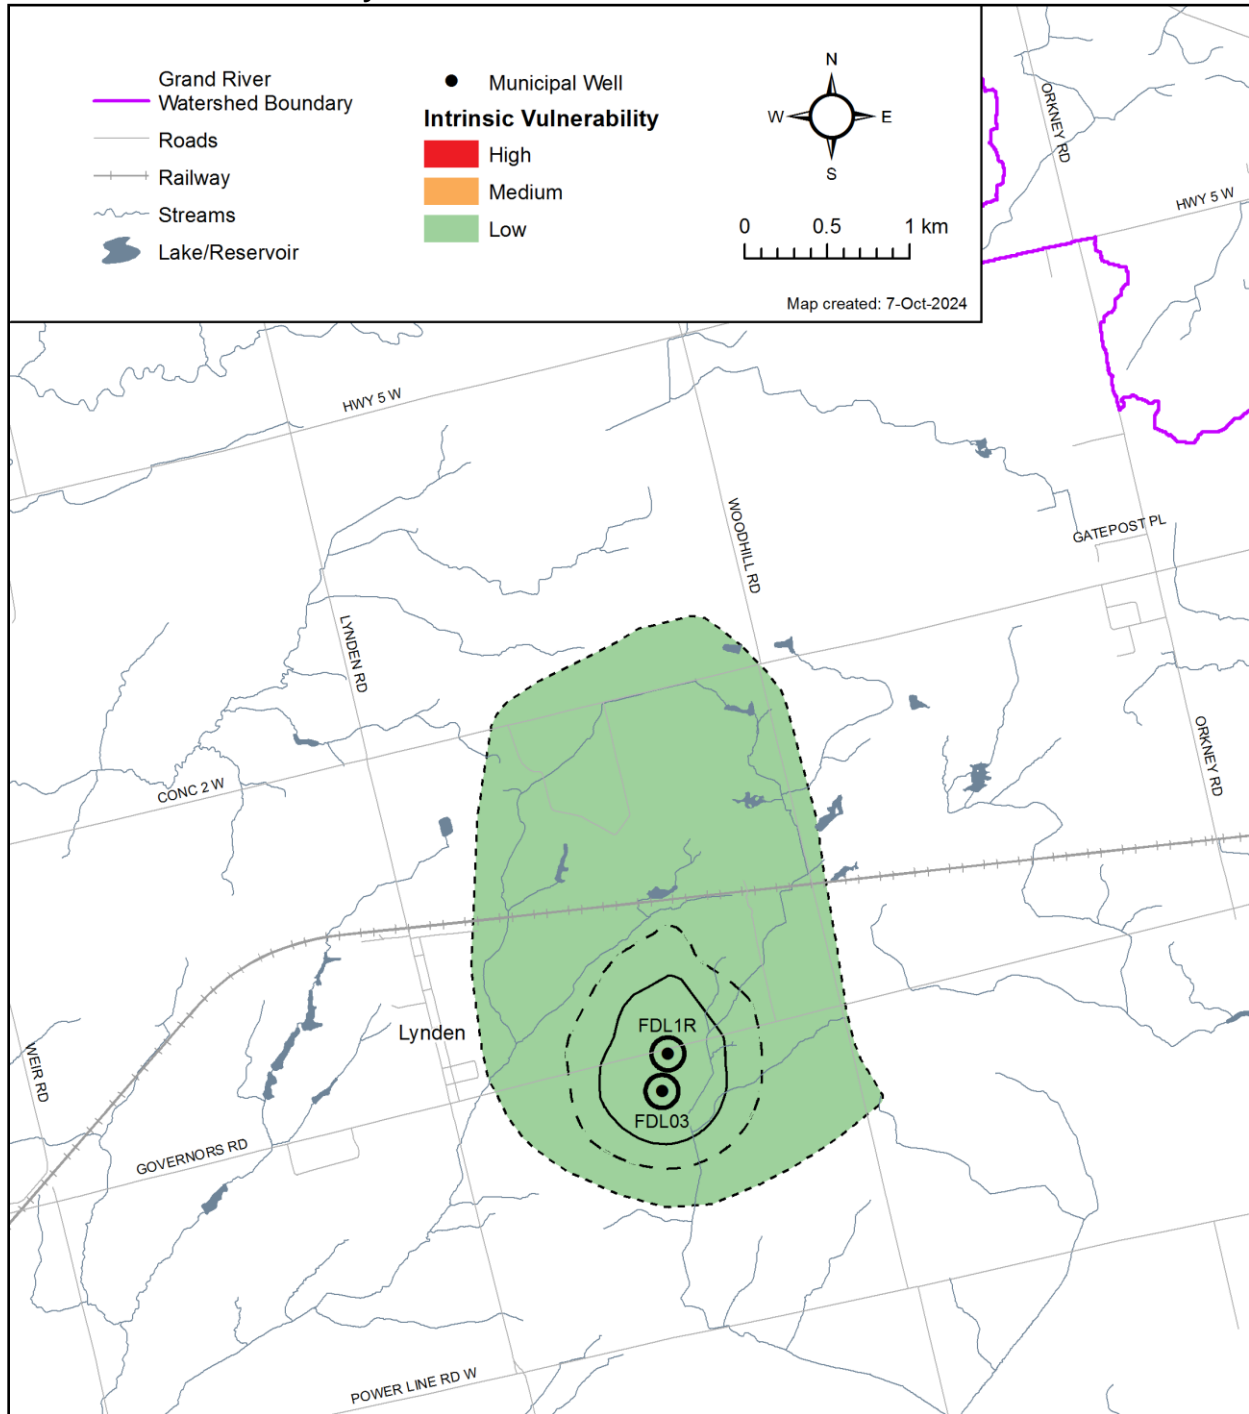 Grand River
Watershed Boundary
Roads
Railway
Streams
Lake/Reservoir
Municipal Well
Intrinsic Vulnerability
High
Medium
Low
N
W
E
S
0 0.5 1 km
Map created: 7-Oct-2024
ORKNEY RD
HWY 5 W
HWY 5 W
WOODHILL RD
GATEPOST PL
LYNDEN RD
ORKNEY RD
CONC 2 W
FDL1R
Lynden
WEIR RD
FDL03
GOVERNORS RD
POWER LINE RD W